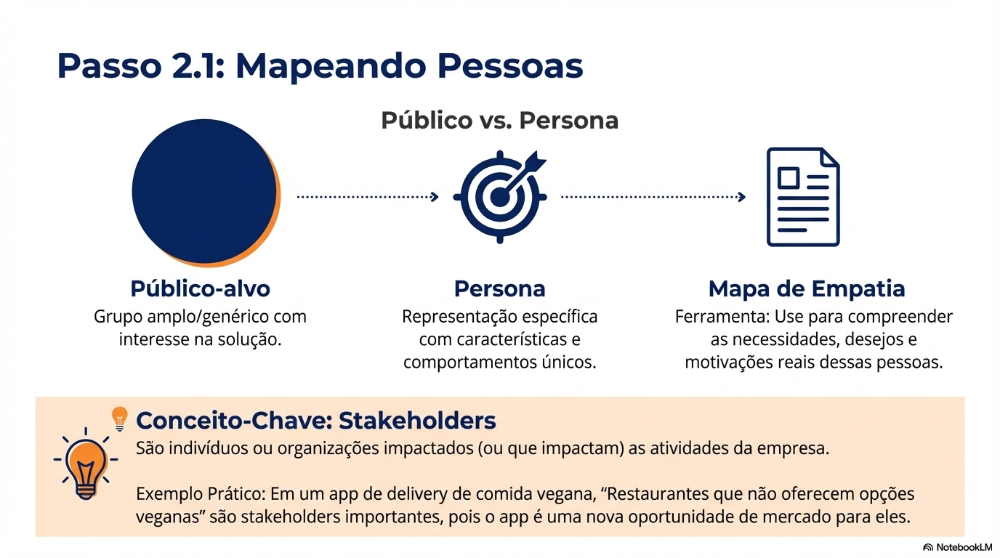 Passo 2.1: Mapeando Pessoas
Público vs. Persona
Público-alvo
Grupo amplo/genérico com
interesse na solução.
Persona
Representação específica
com características e
comportamentos únicos.
Mapa de Empatia
Ferramenta: Use para compreender
as necessidades, desejos e
motivações reais dessas pessoas.
Conceito-Chave: Stakeholders
São indivíduos ou organizações impactados (ou que impactam) as atividades da empresa.
Exemplo Prático: Em um app de delivery de comida vegana, “Restaurantes que não oferecem opções
veganas” são stakeholders importantes, pois o app é uma nova oportunidade de mercado para eles.
NotebookLM